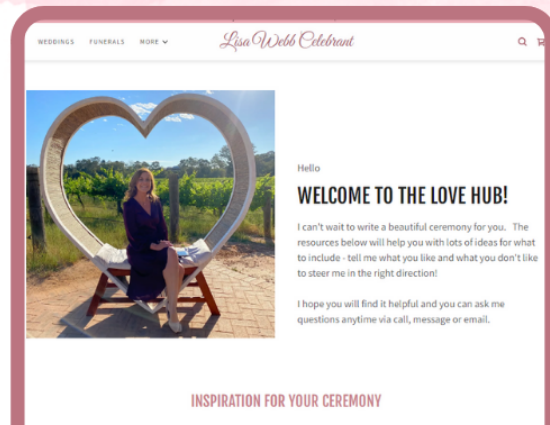 WEDDINGS FUNERALS MORE Lisa Webb Celebrant
Hello
WELCOME TO THE LOVE HUB!
I can't wait to write a beautiful ceremony for you. The
resources below will help you with lots of ideas for what
to include - tell me what you like and what you don't like
to steer me in the right direction!
I hope you will find it helpful and you can ask me
questions anytime via call, message or email.
INSPIRATION FOR YOUR CEREMONY